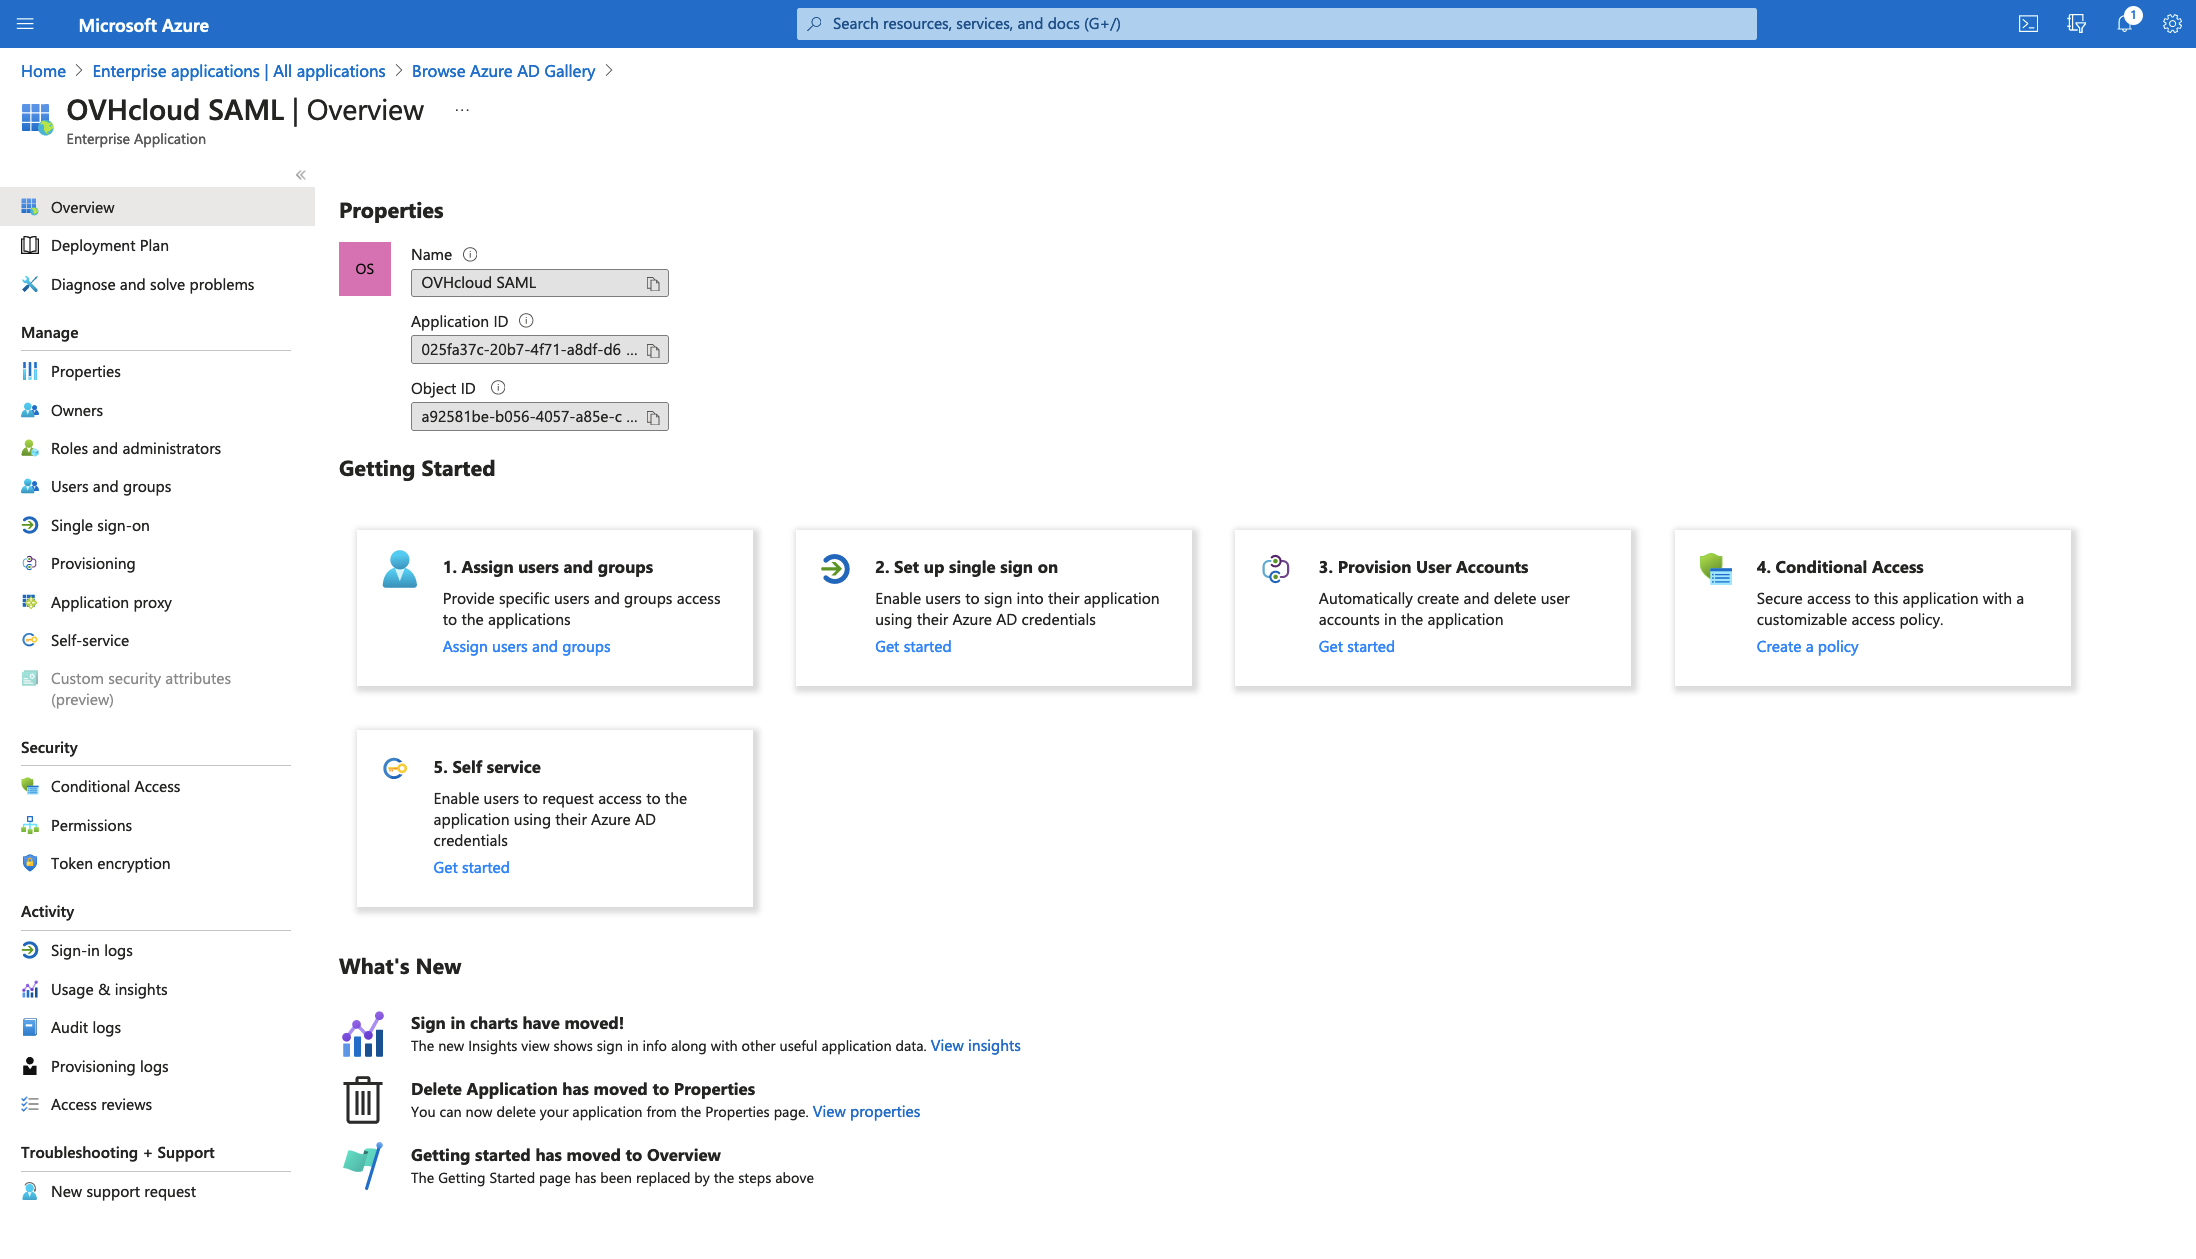 Microsoft Azure
Search resources, services, and docs (G+/)
1
Home > Enterprise applications | All applications > Browse Azure AD Gallery >
OVHcloud SAML | Overview ...
Enterprise Application
«
Overview
Deployment Plan
Diagnose and solve problems
Manage
Properties
Owners
Roles and administrators
Users and groups
Single sign-on
Provisioning
Application proxy
Self-service
Custom security attributes
(preview)
Security
Conditional Access
Permissions
Token encryption
Activity
Sign-in logs
Usage & insights
Audit logs
Provisioning logs
Access reviews
Troubleshooting + Support
New support request
Properties
OS
Name
OVHcloud SAML
Application ID
025fa37c-20b7-4f71-a8df-d6 ...
Object ID
a92581be-b056-4057-a85e-c ...
Getting Started
1. Assign users and groups
Provide specific users and groups access
to the applications
Assign users and groups
2. Set up single sign on
Enable users to sign into their application
using their Azure AD credentials
Get started
3. Provision User Accounts
Automatically create and delete user
accounts in the application
Get started
4. Conditional Access
Secure access to this application with a
customizable access policy.
Create a policy
5. Self service
Enable users to request access to the
application using their Azure AD
credentials
Get started
What's New
Sign in charts have moved!
The new Insights view shows sign in info along with other useful application data. View insights
Delete Application has moved to Properties
You can now delete your application from the Properties page. View properties
Getting started has moved to Overview
The Getting Started page has been replaced by the steps above